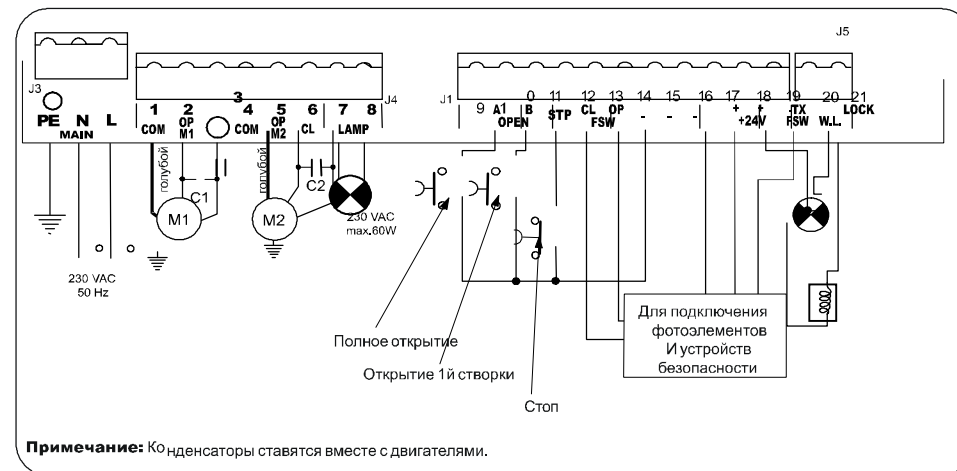 J5
J3
J4
J1
1 2 3 4 5 6 7 8
9 A1 B 0 11 12 13 14 15 16 17 18 19 20 21
PE N L
MAIN
COM OP M1
COM OP M2 CL LAMP
OPEN STP CL OP FSW - - - + + +24V -TX FSW W.L. LOCK
голубой
голубой
C1
C2
M1
M2
230 VAC
max.60W
230 VAC
50 Hz
Для подключения
фотоэлементов
И устройств
безопасности
Полное открытие
Открытие 1й створки
Стоп
Примечание: Конденсаторы ставятся вместе с двигателями.